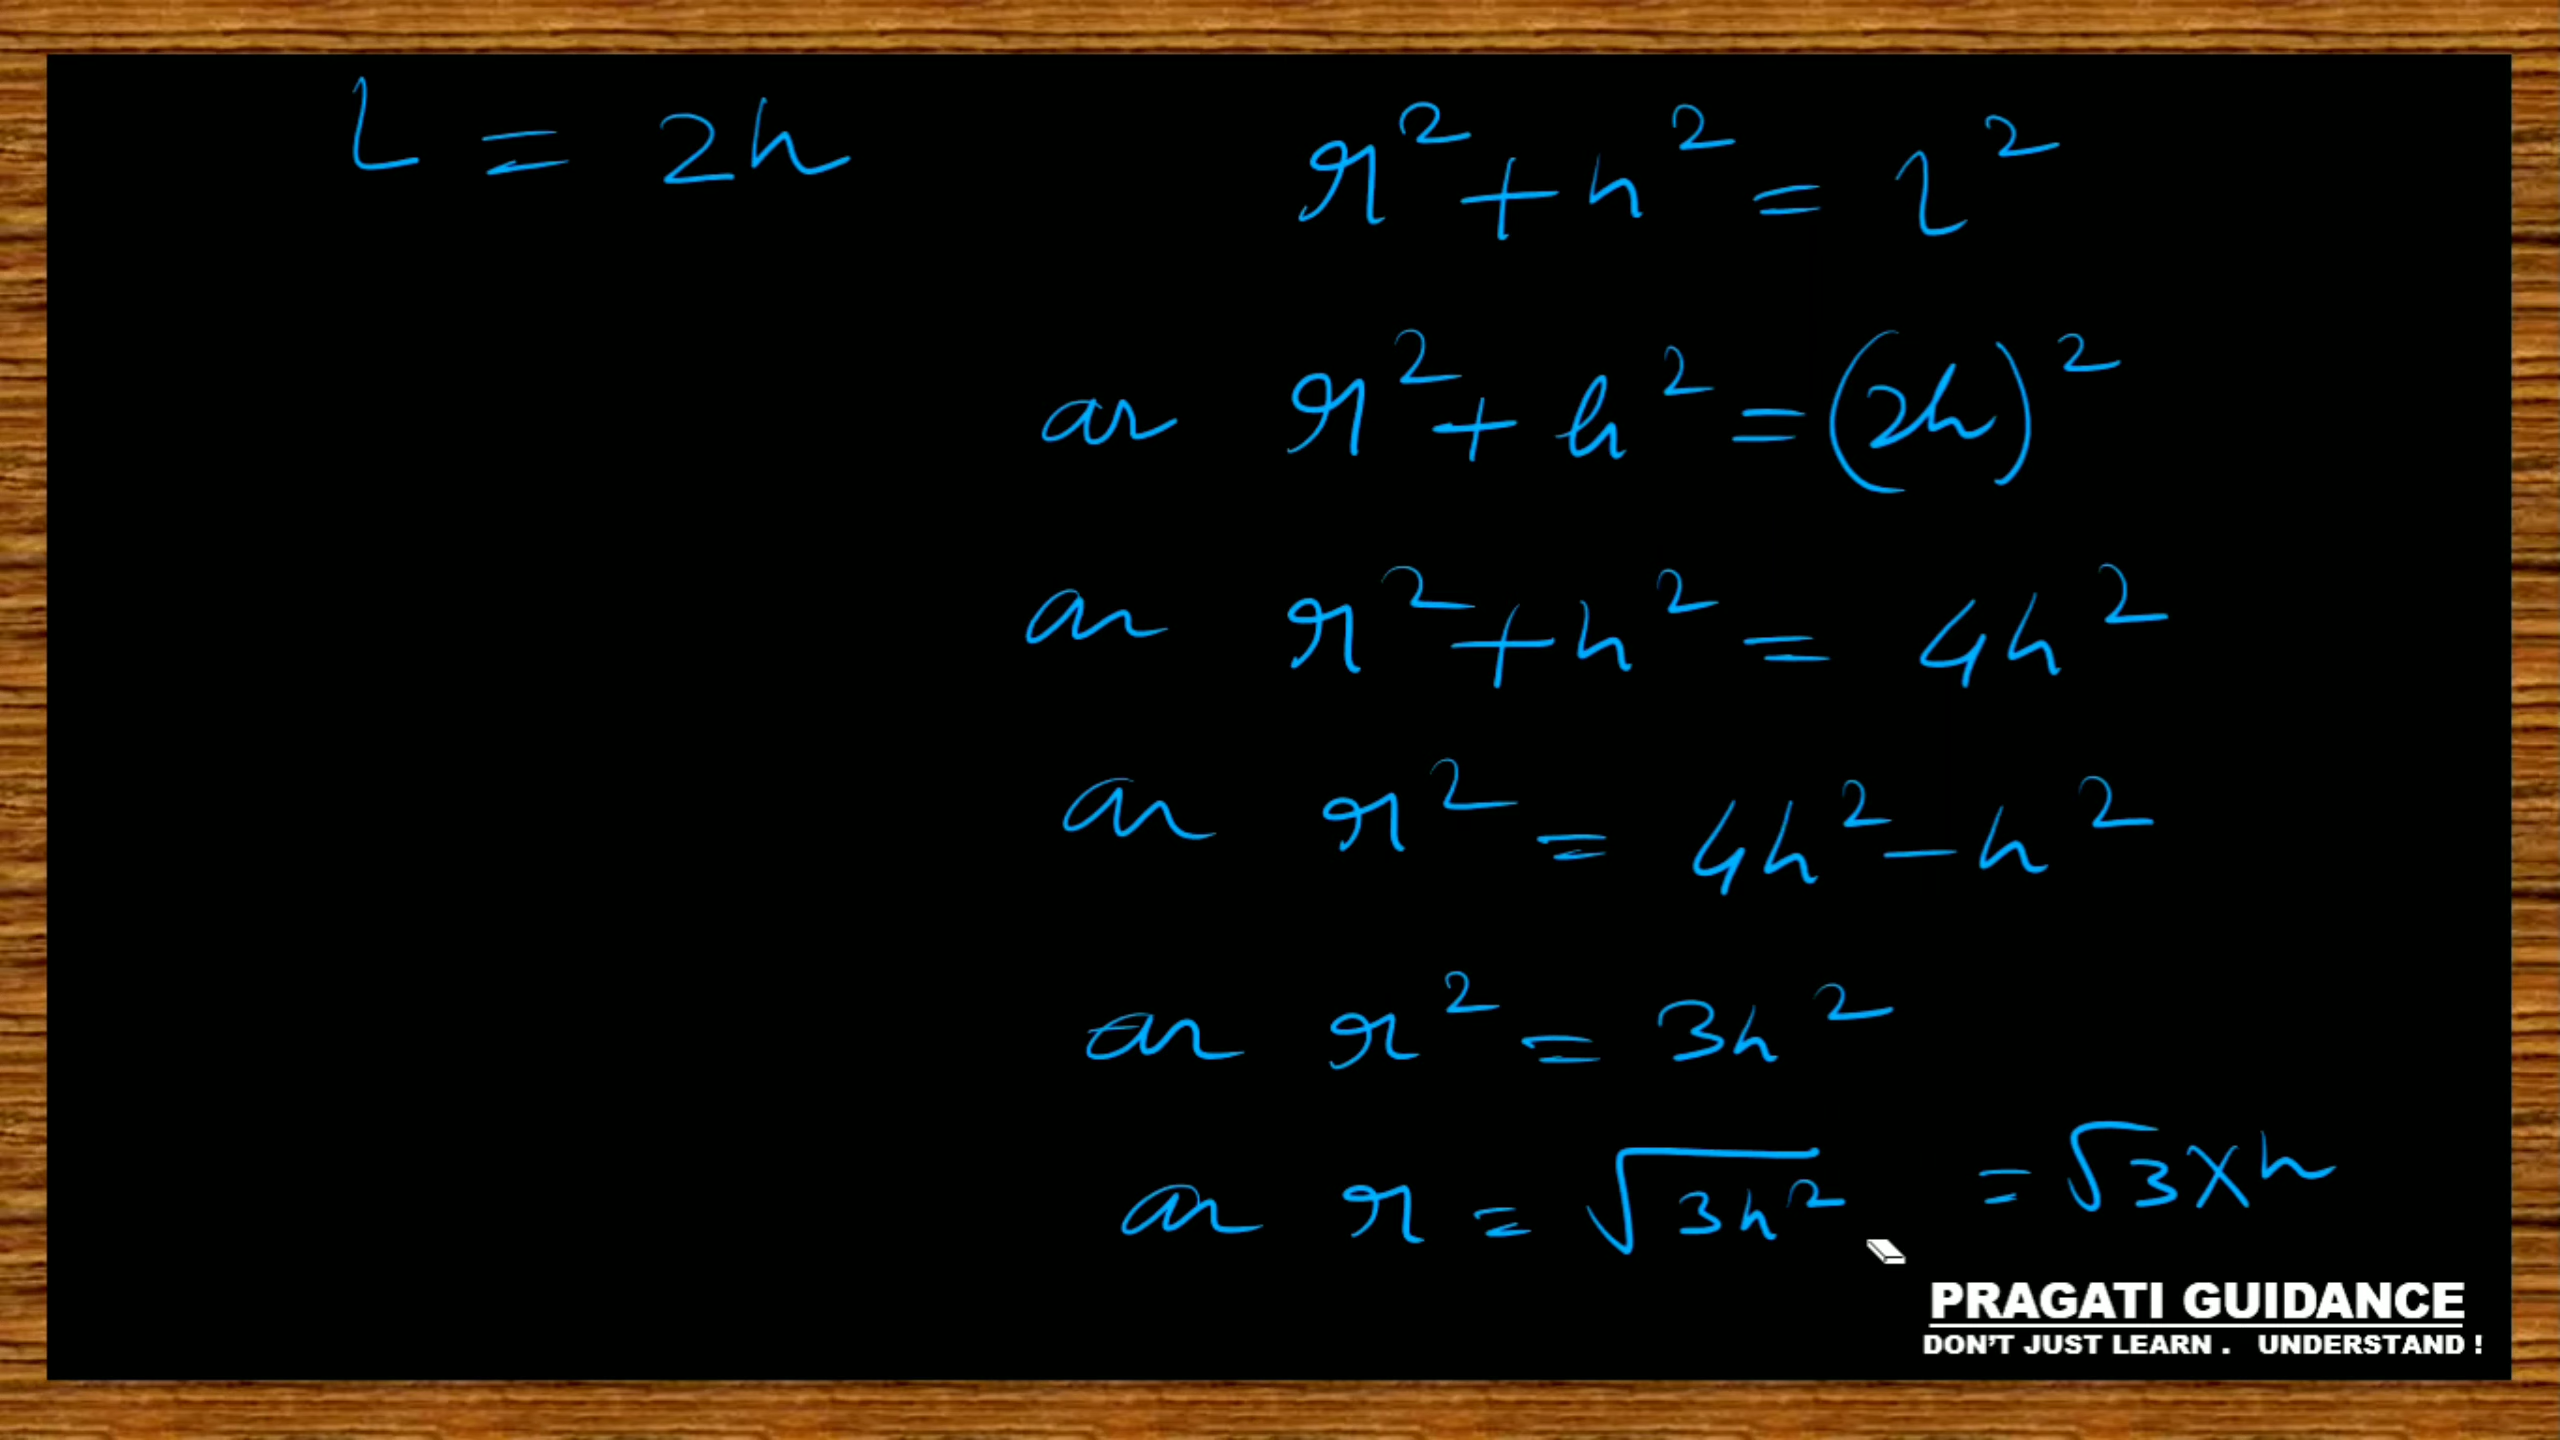 l = 2h
r² + h² = l²
or r² + h² = (2h)²
or r² + h² = 4h²
or r² = 4h² - h²
or r² = 3h²
or r = √3h² = √3 × h
PRAGATI GUIDANCE
DON'T JUST LEARN . UNDERSTAND !